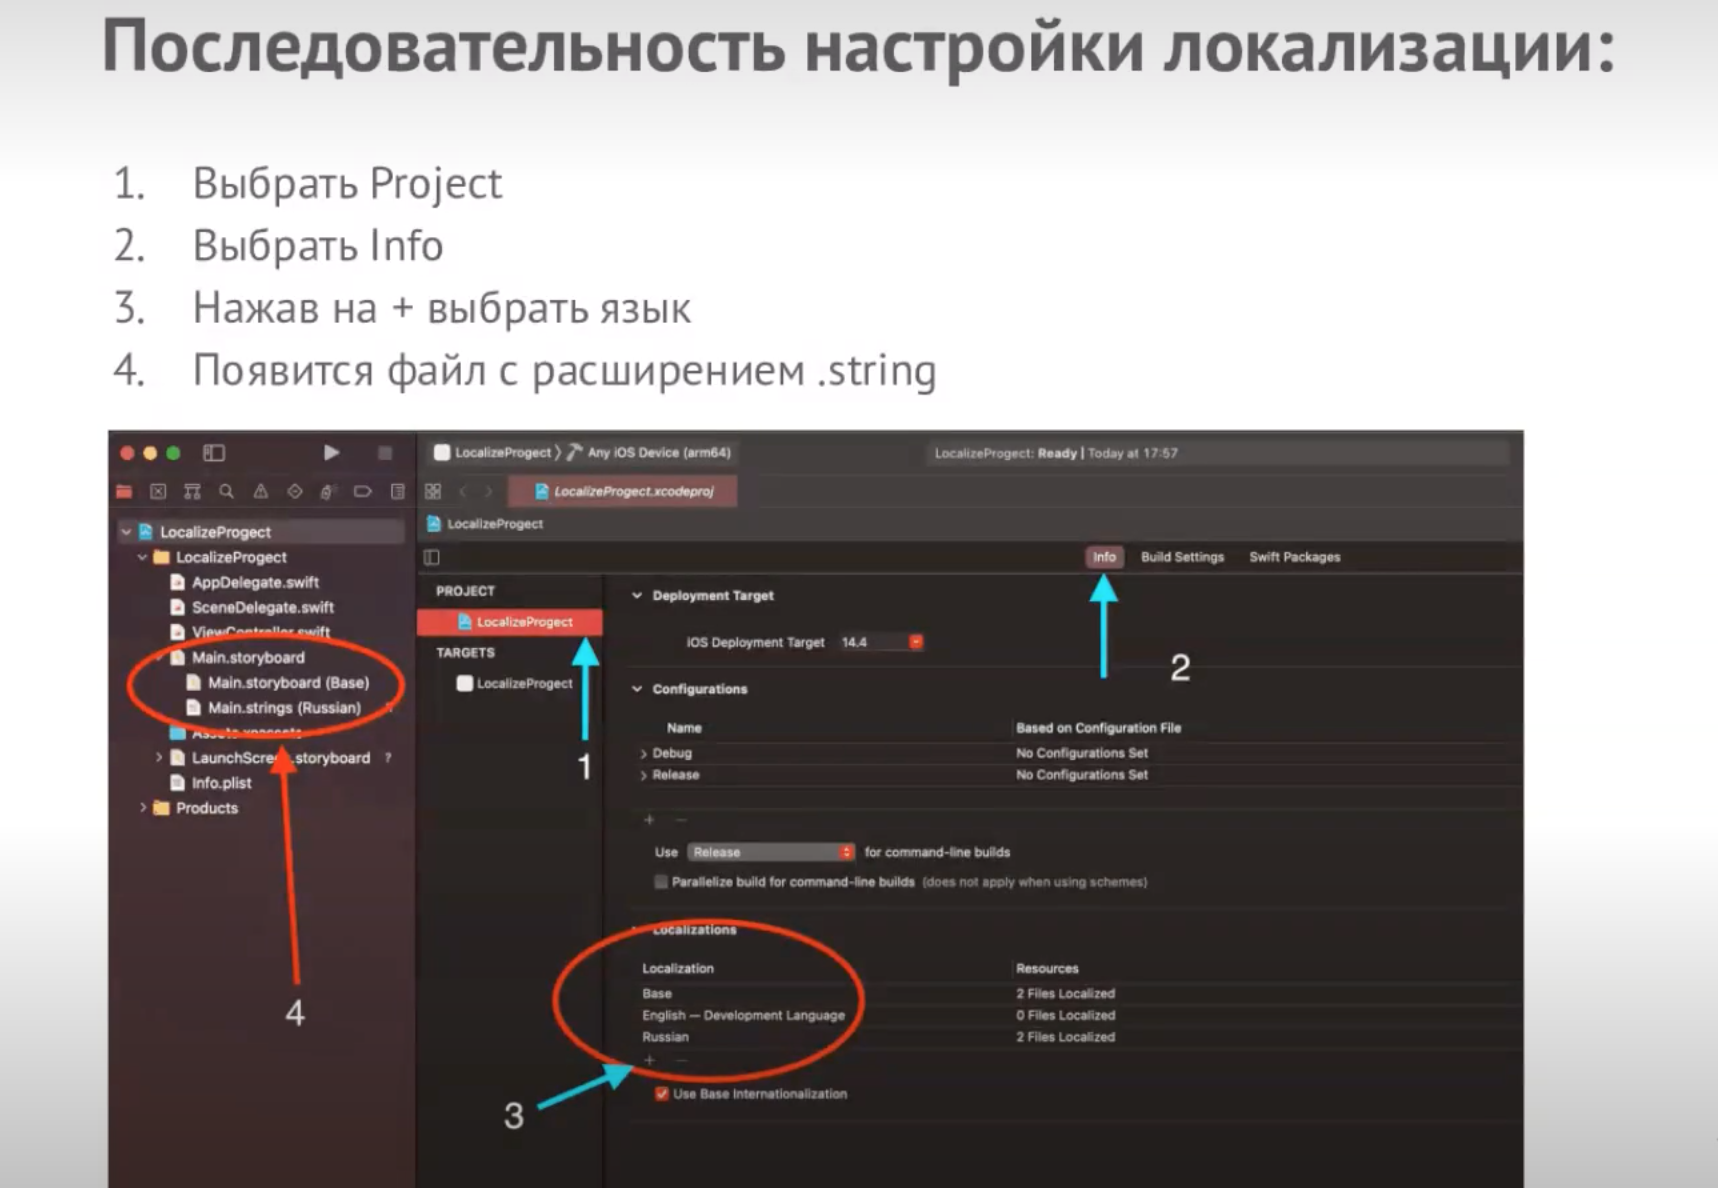 Последовательность настройки локализации:
1. Выбрать Project
2. Выбрать Info
3. Нажав на + выбрать язык
4. Появится файл с расширением .string
LocalizeProgect Any iOS Device (arm64)
LocalizeProgect: Ready | Today at 17:57
LocalizeProgect.xcodeproj
LocalizeProgect
LocalizeProgect
LocalizeProgect
AppDelegate.swift
SceneDelegate.swift
ViewController.swift
Main.storyboard
Main.storyboard (Base)
Main.strings (Russian)
Assets.xcassets
LaunchScreen.storyboard ?
Info.plist
Products
4
PROJECT
LocalizeProgect
TARGETS
LocalizeProgect
1
Info Build Settings Swift Packages
2
Deployment Target
iOS Deployment Target 14.4
Configurations
Name Based on Configuration File
Debug No Configurations Set
Release No Configurations Set
+ −
Use Release for command-line builds
Parallelize build for command-line builds (does not apply when using schemes)
Localizations
Localization Resources
Base 2 Files Localized
English — Development Language 0 Files Localized
Russian 2 Files Localized
+ −
3
Use Base Internationalization